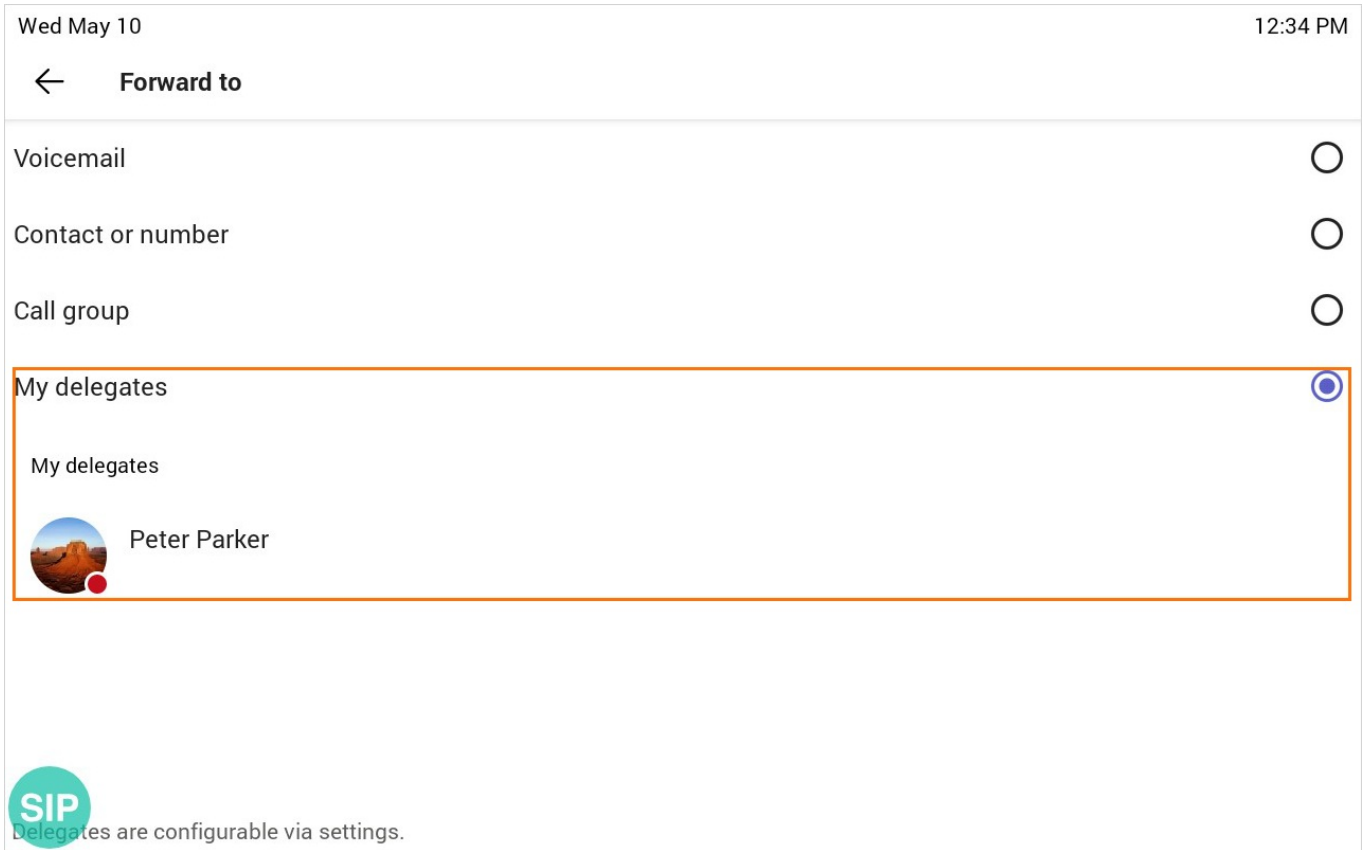 Wed May 10 12:34 PM
Forward to
Voicemail
Contact or number
Call group
My delegates
My delegates
Peter Parker
SIP
Delegates are configurable via settings.